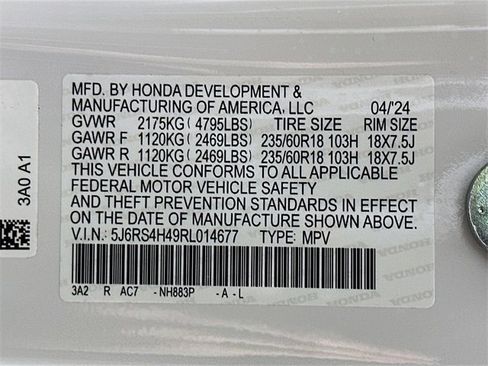 MFD. BY HONDA DEVELOPMENT &
MANUFACTURING OF AMERICA, LLC 04/'24
GVWR 2175KG ( 4795LBS) TIRE SIZE RIM SIZE
GAWR F 1120KG ( 2469LBS) 235/60R18 103H 18X7.5J
GAWR R 1120KG ( 2469LBS) 235/60R18 103H 18X7.5J
THIS VEHICLE CONFORMS TO ALL APPLICABLE
FEDERAL MOTOR VEHICLE SAFETY
AND THEFT PREVENTION STANDARDS IN EFFECT
ON THE DATE OF MANUFACTURE SHOWN ABOVE.
V.I.N.: 5J6RS4H49RL014677 TYPE: MPV
3A2 R AC7 - NH883P - A - L
3A0 A1
HONDA